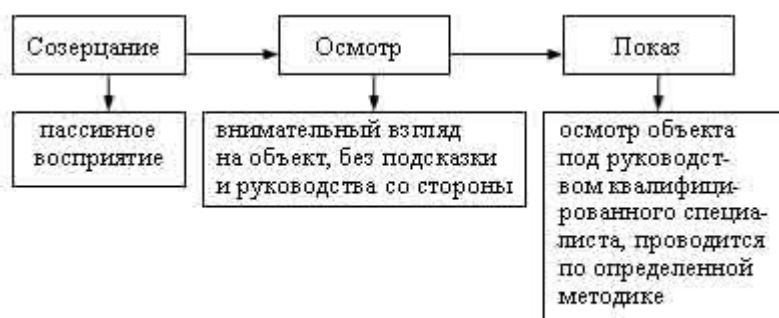 Созерцание
Осмотр
Показ
пассивное
восприятие
внимательный взгляд
на объект, без подсказки
и руководства со стороны
осмотр объекта
под руководст-
вом квалифици-
рованного специа-
листа, проводится
по определенной
методике